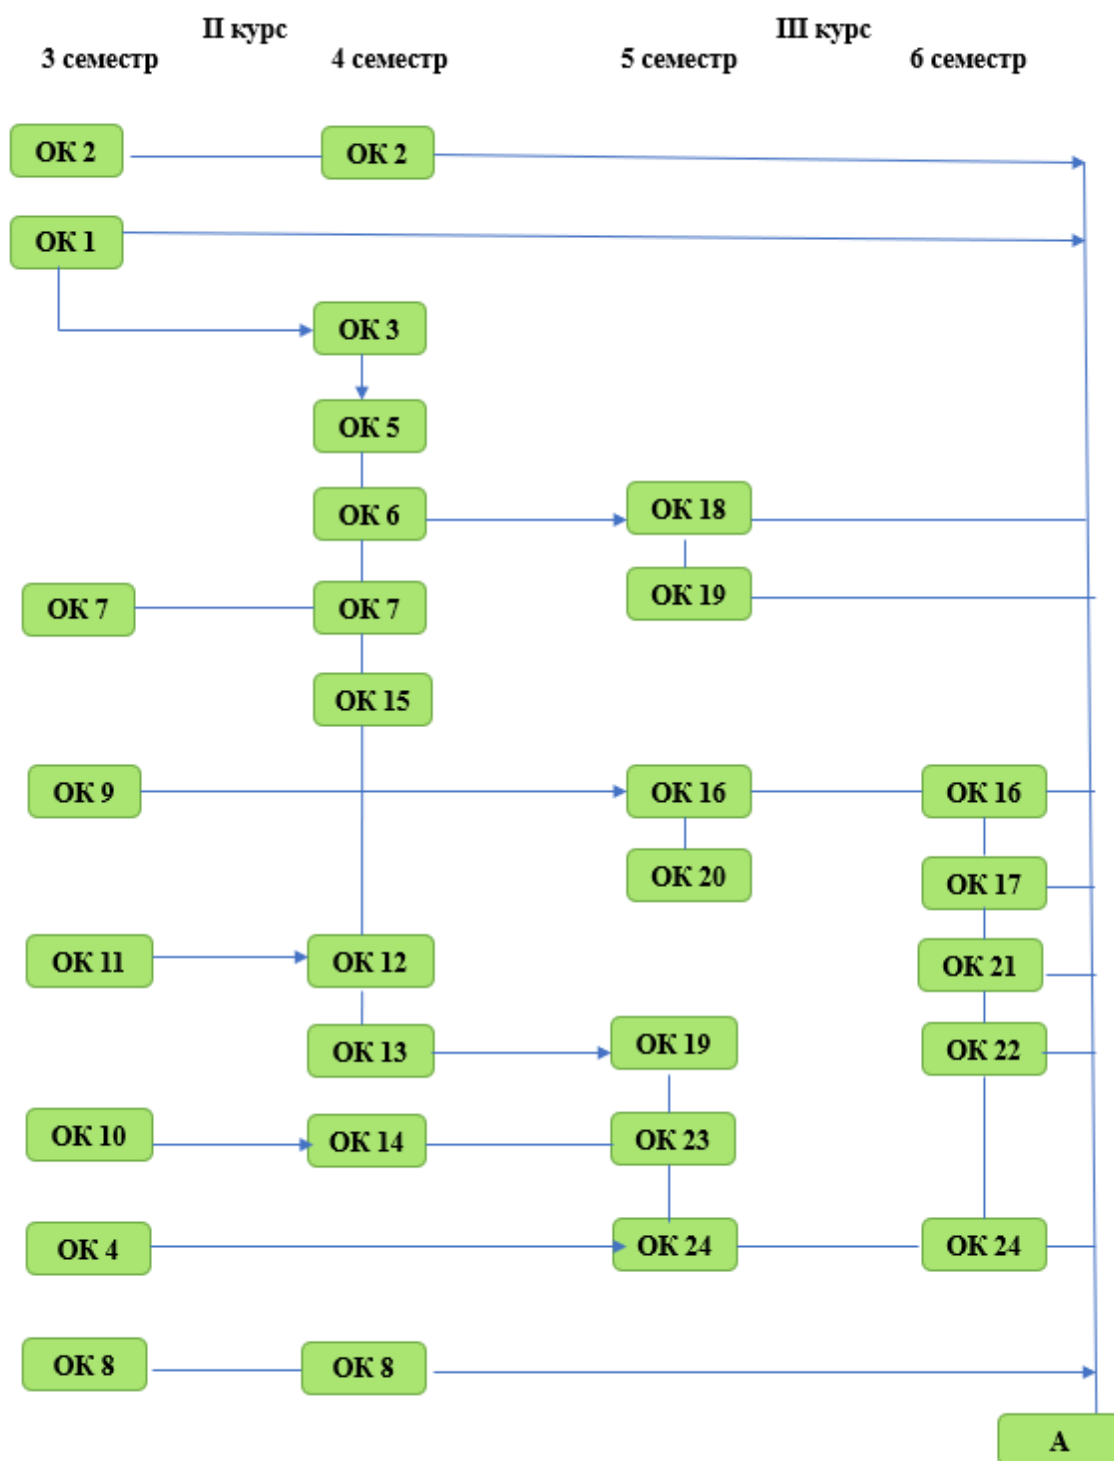 ІІ курс ІІІ курс
3 семестр 4 семестр 5 семестр 6 семестр
ОК 2 ОК 2
ОК 1
ОК 3
ОК 5
ОК 6 ОК 18
ОК 7 ОК 7 ОК 19
ОК 15
ОК 9 ОК 16 ОК 16
ОК 20 ОК 17
ОК 11 ОК 12 ОК 21
ОК 13 ОК 19 ОК 22
ОК 10 ОК 14 ОК 23
ОК 4 ОК 24 ОК 24
ОК 8 ОК 8
А